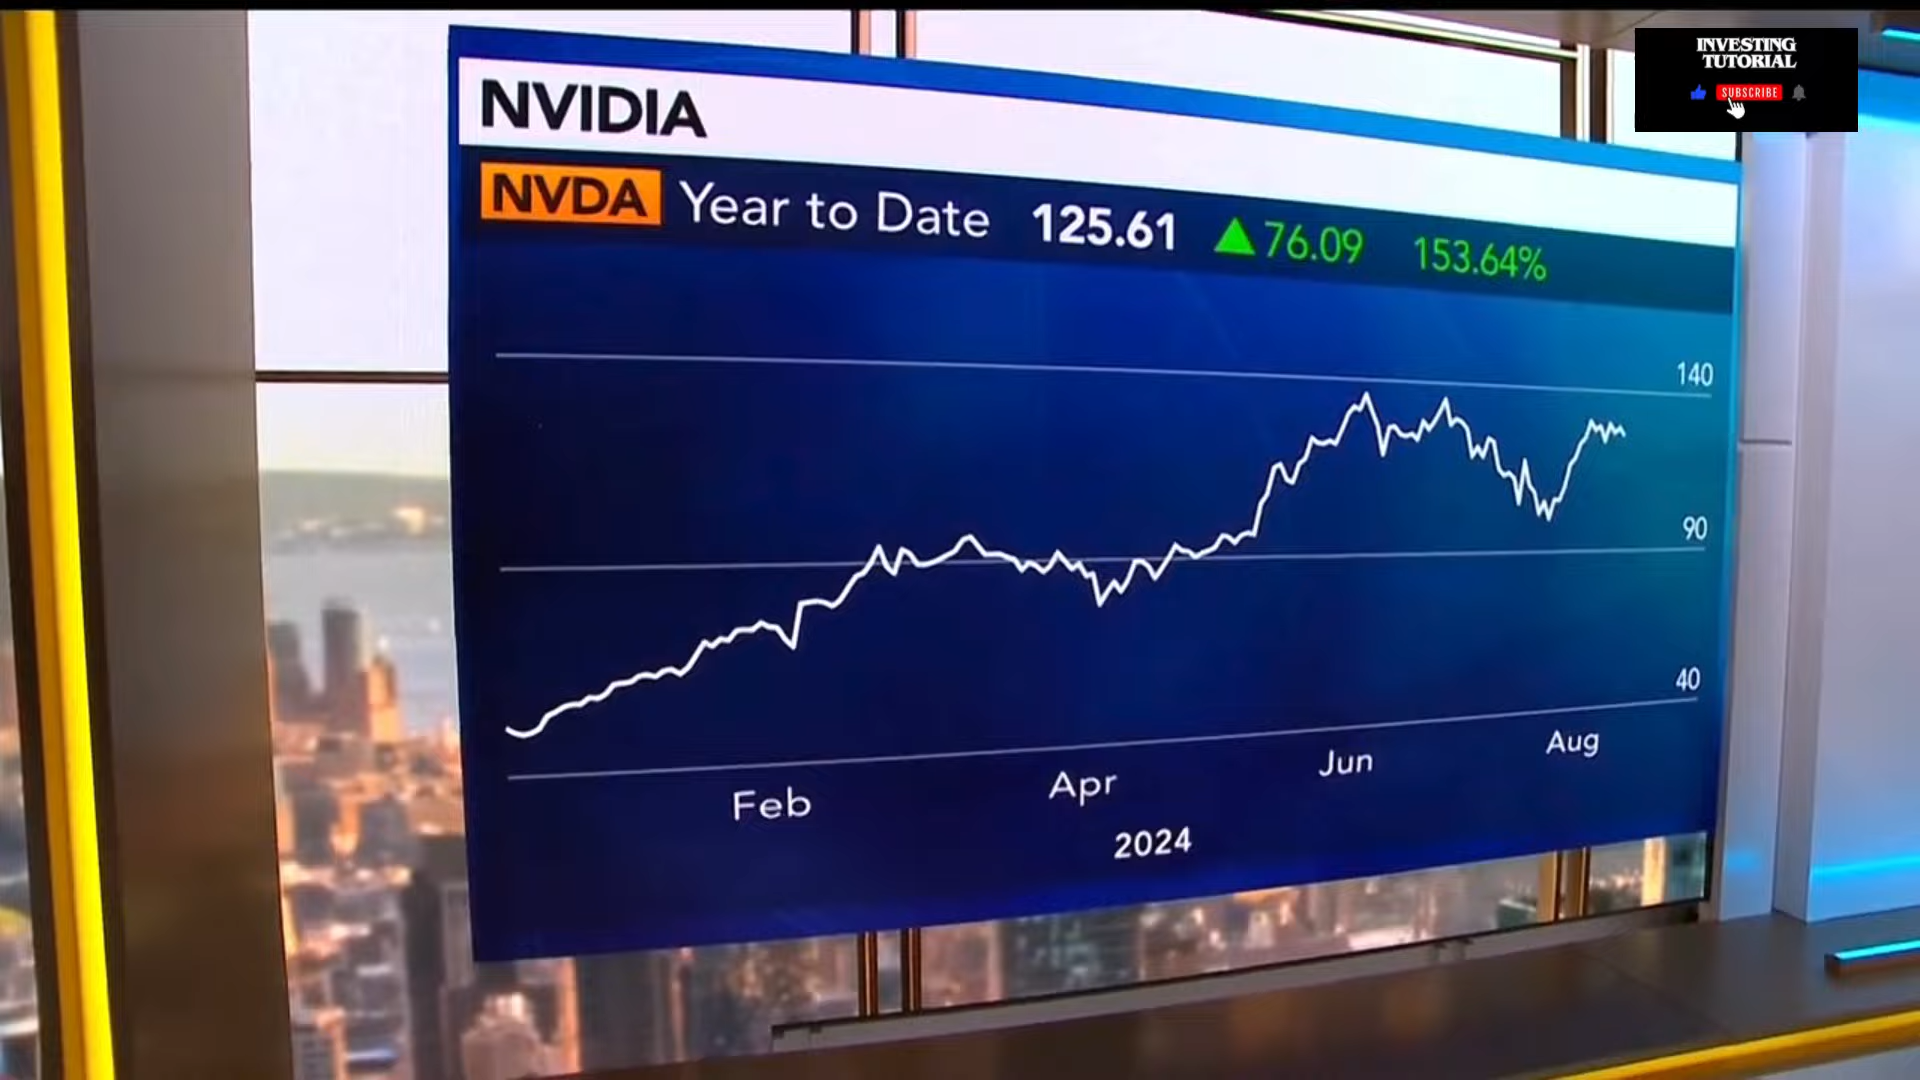 INVESTING
TUTORIAL
SUBSCRIBE
NVIDIA
NVDA Year to Date 125.61 ▲76.09 153.64%
140
90
40
Feb Apr Jun Aug
2024